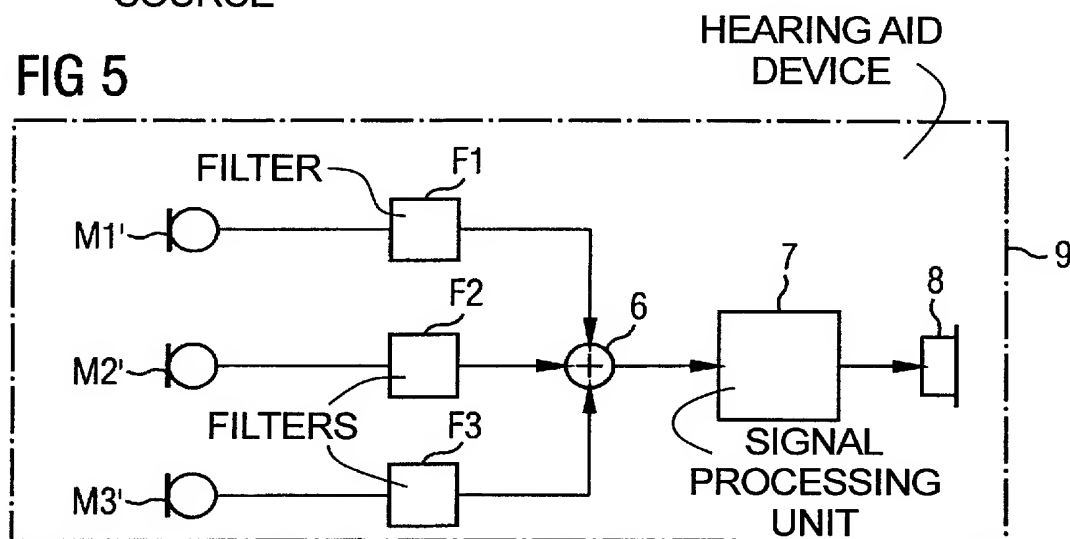 SOURCE
HEARING AID
DEVICE
FIG 5
FILTER
F1
M1'
9
7
8
F2
6
M2'
FILTERS
F3
SIGNAL
PROCESSING
UNIT
M3'